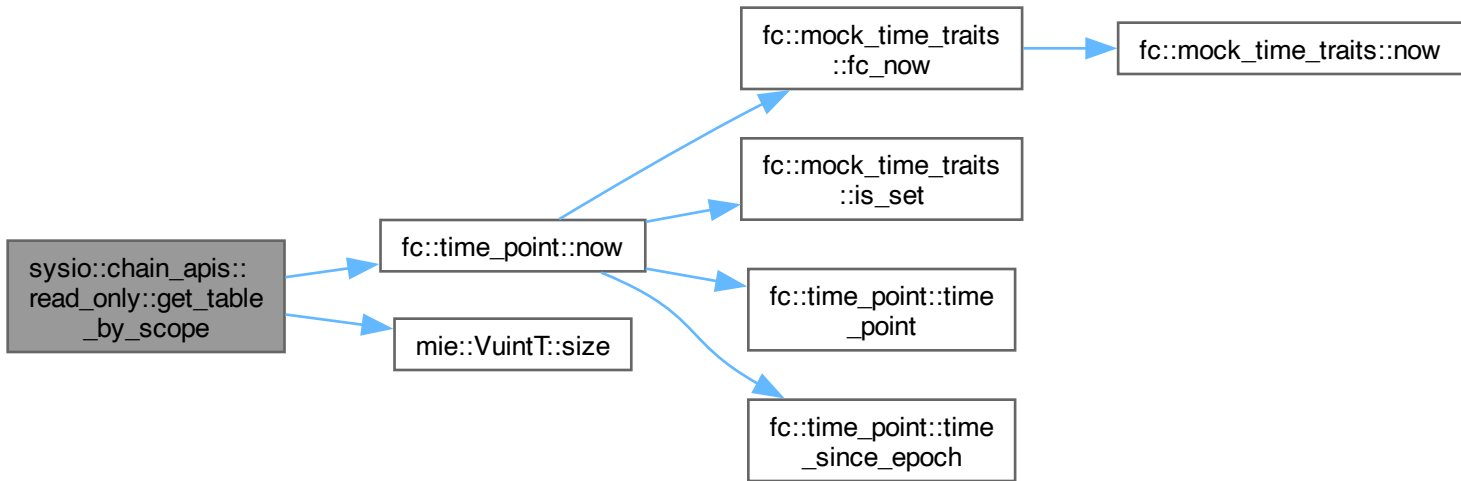 sysio::chain_apis::
read_only::get_table
_by_scope
fc::time_point::now
mie::VuintT::size
fc::mock_time_traits
::fc_now
fc::mock_time_traits
::is_set
fc::time_point::time
_point
fc::time_point::time
_since_epoch
fc::mock_time_traits::now